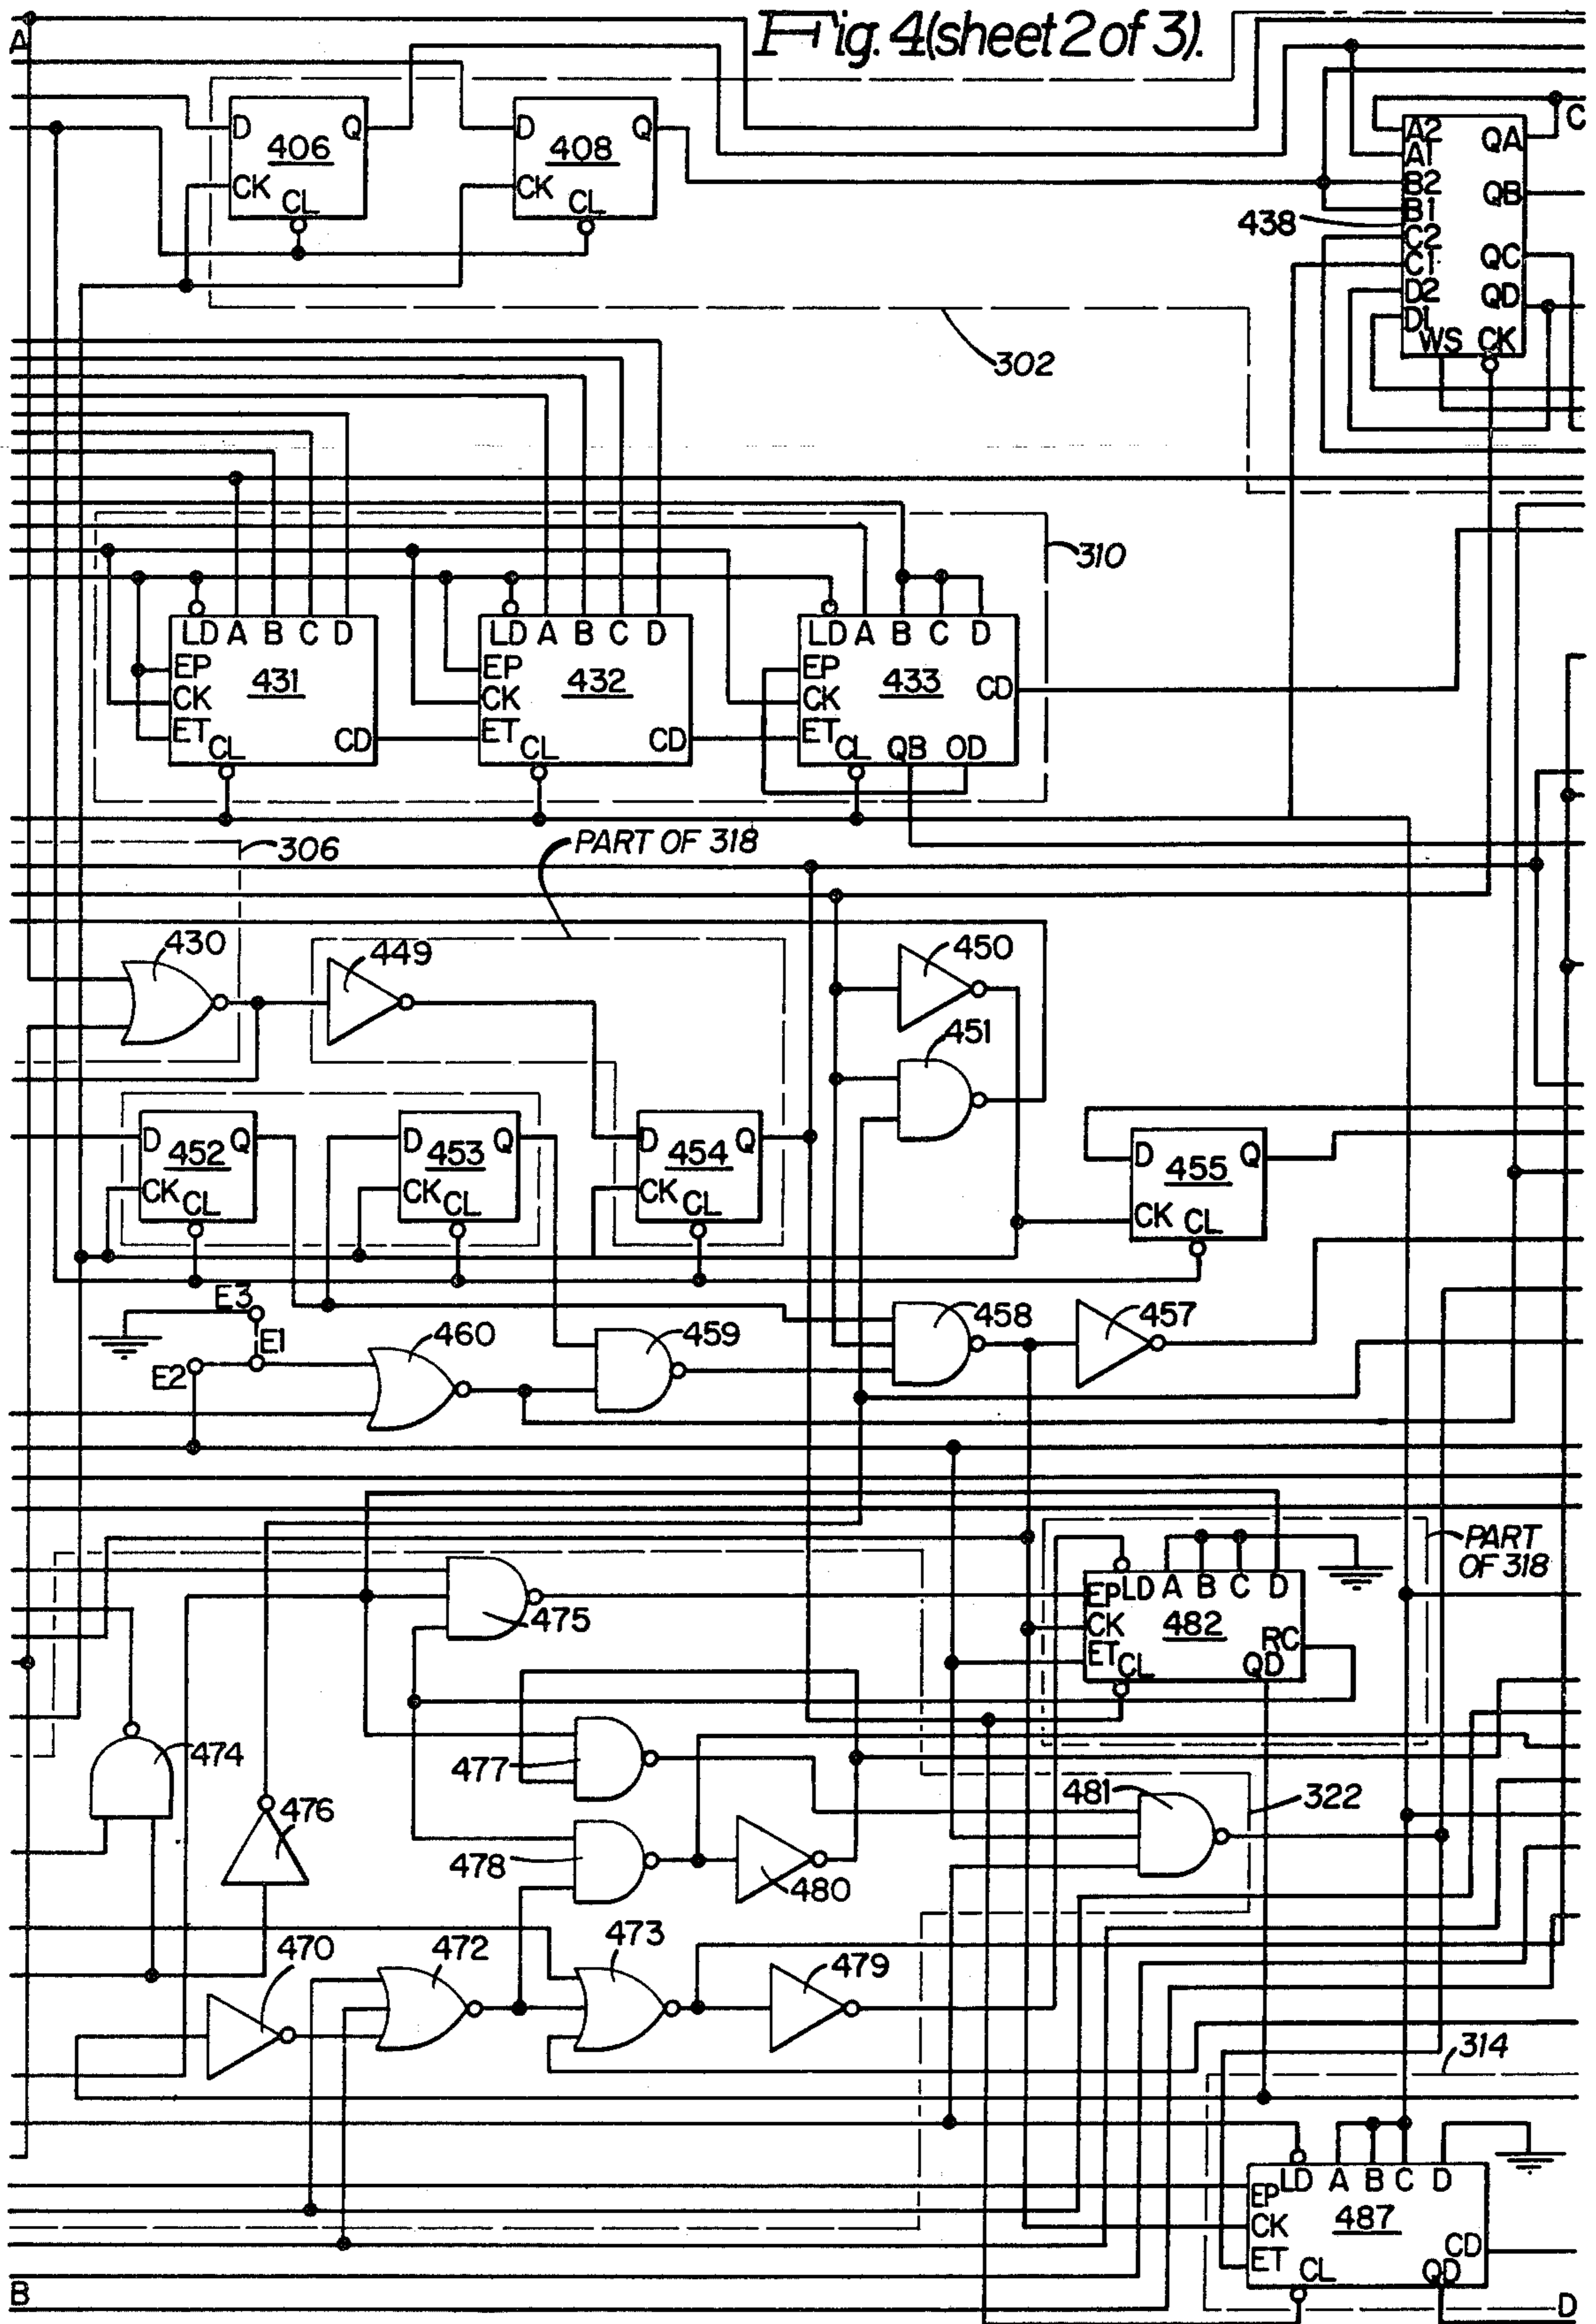 Fig. 4(sheet 2 of 3).
A
D Q
406
CK
CL
D Q
408
CK
CL
A2 QA
A1
B2 QB
B1
438
C2
C1 QC
D2 QD
D1
WS CK
C
302
310
LD A B C D
EP
431
CK
ET
CL
CD
LD A B C D
EP
432
CK
ET
CL
CD
LD A B C D
EP
433
CK
CD
ET
CL QB OD
306
PART OF 318
430
449
450
451
D Q
452
CK
CL
D Q
453
CK
CL
D Q
454
CK
CL
D Q
455
CK
CL
E3
E1
E2
460
459
458
457
PART
OF 318
475
EP LD A B C D
CK
482
RC
ET
CL QD
474
477
476
478
480
481
322
470
472
473
479
314
LD A B C D
EP
487
CK
CD
ET
CL QD
B
D